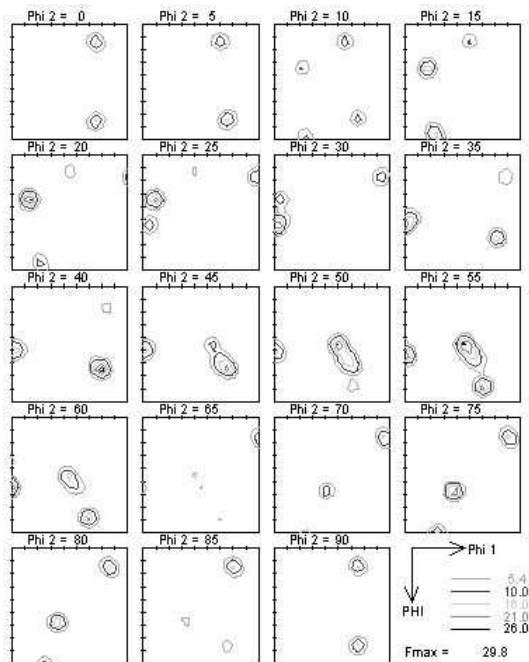 Phi 2 = 0 Phi 2 = 5 Phi 2 = 10 Phi 2 = 15
Phi 2 = 20 Phi 2 = 25 Phi 2 = 30 Phi 2 = 35
Phi 2 = 40 Phi 2 = 45 Phi 2 = 50 Phi 2 = 55
Phi 2 = 60 Phi 2 = 65 Phi 2 = 70 Phi 2 = 75
Phi 2 = 80 Phi 2 = 85 Phi 2 = 90
Phi 1
PHI
6.4
10.0
16.0
21.0
26.0
Fmax = 29.8